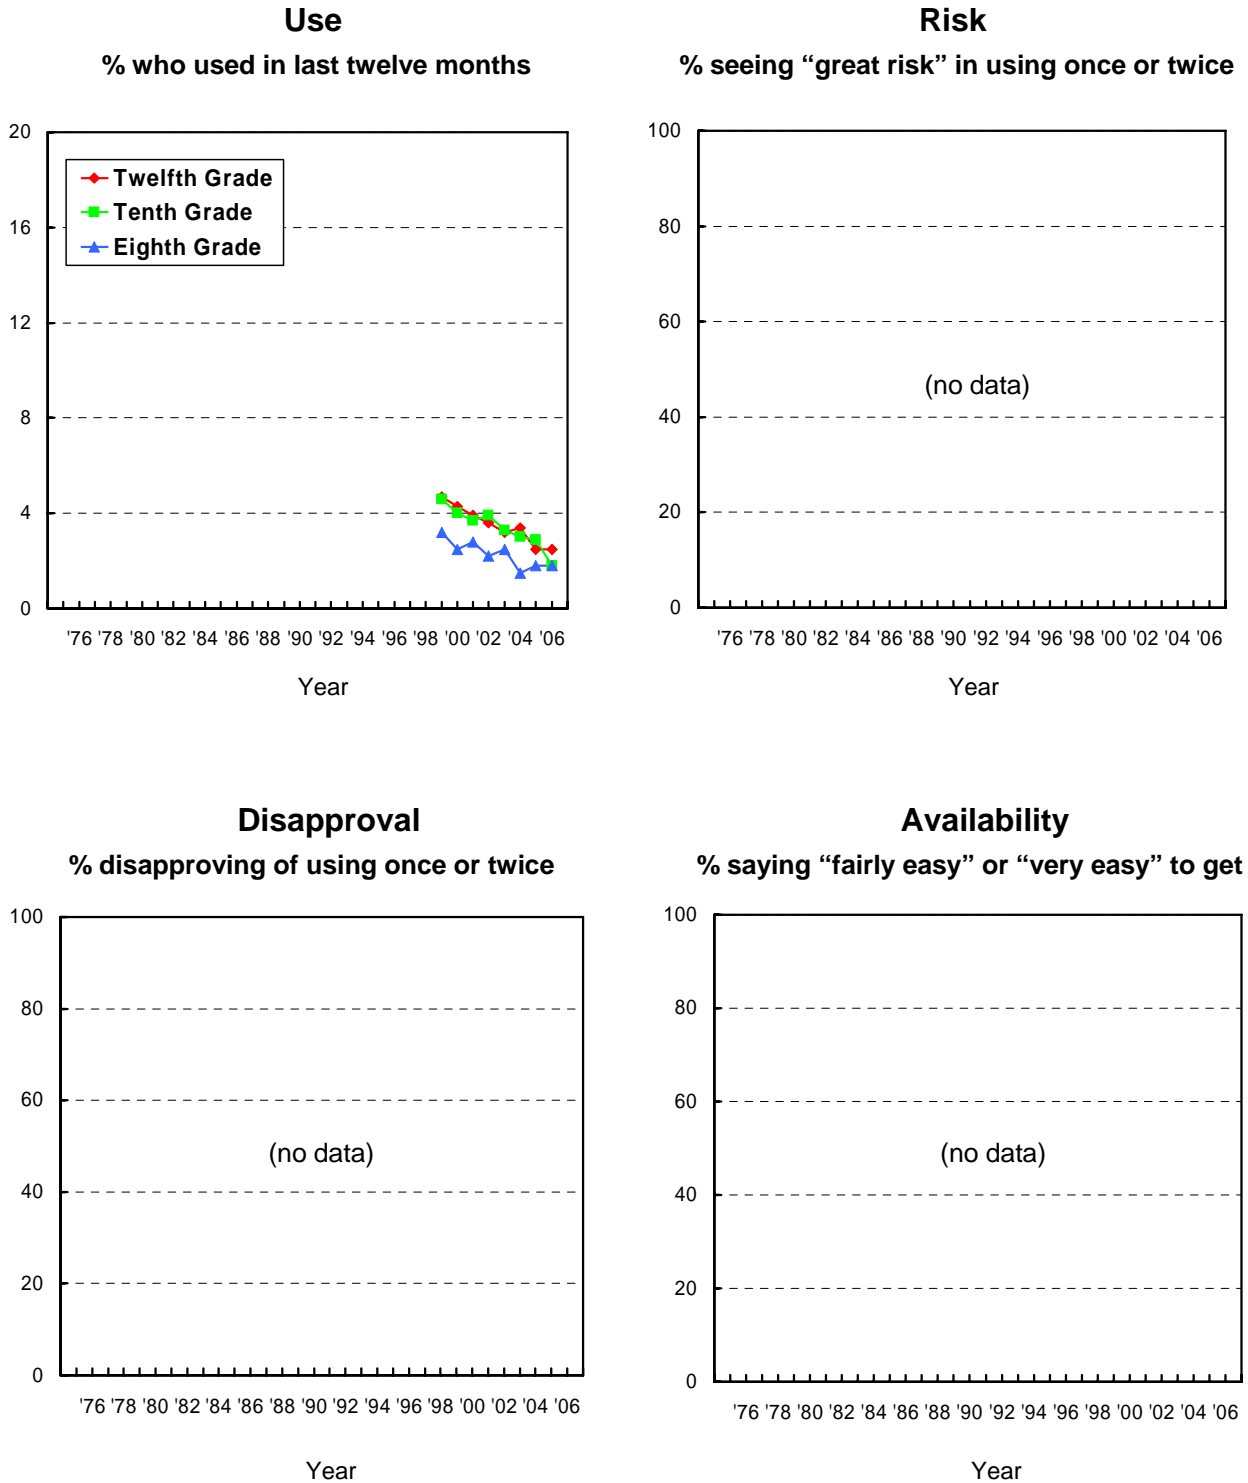 Use
% who used in last twelve months
20
16
12
8
4
0
Twelfth Grade
Tenth Grade
Eighth Grade
'76 '78 '80 '82 '84 '86 '88 '90 '92 '94 '96 '98 '00 '02 '04 '06
Year
Risk
% seeing “great risk” in using once or twice
100
80
60
40
20
0
(no data)
'76 '78 '80 '82 '84 '86 '88 '90 '92 '94 '96 '98 '00 '02 '04 '06
Year
Disapproval
% disapproving of using once or twice
100
80
60
40
20
0
(no data)
'76 '78 '80 '82 '84 '86 '88 '90 '92 '94 '96 '98 '00 '02 '04 '06
Year
Availability
% saying “fairly easy” or “very easy” to get
100
80
60
40
20
0
(no data)
'76 '78 '80 '82 '84 '86 '88 '90 '92 '94 '96 '98 '00 '02 '04 '06
Year